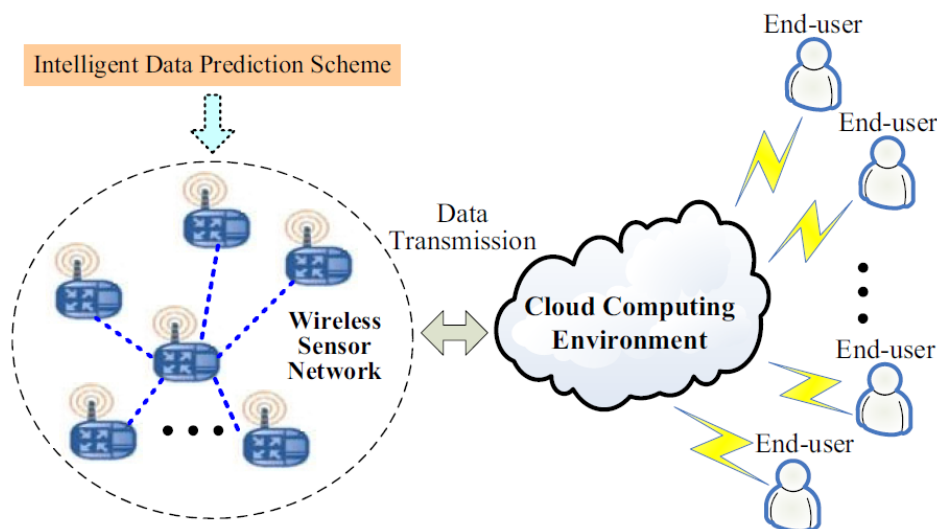 Intelligent Data Prediction Scheme
Data
Transmission
Wireless
Sensor
Network
Cloud Computing
Environment
End-user
End-user
End-user
End-user